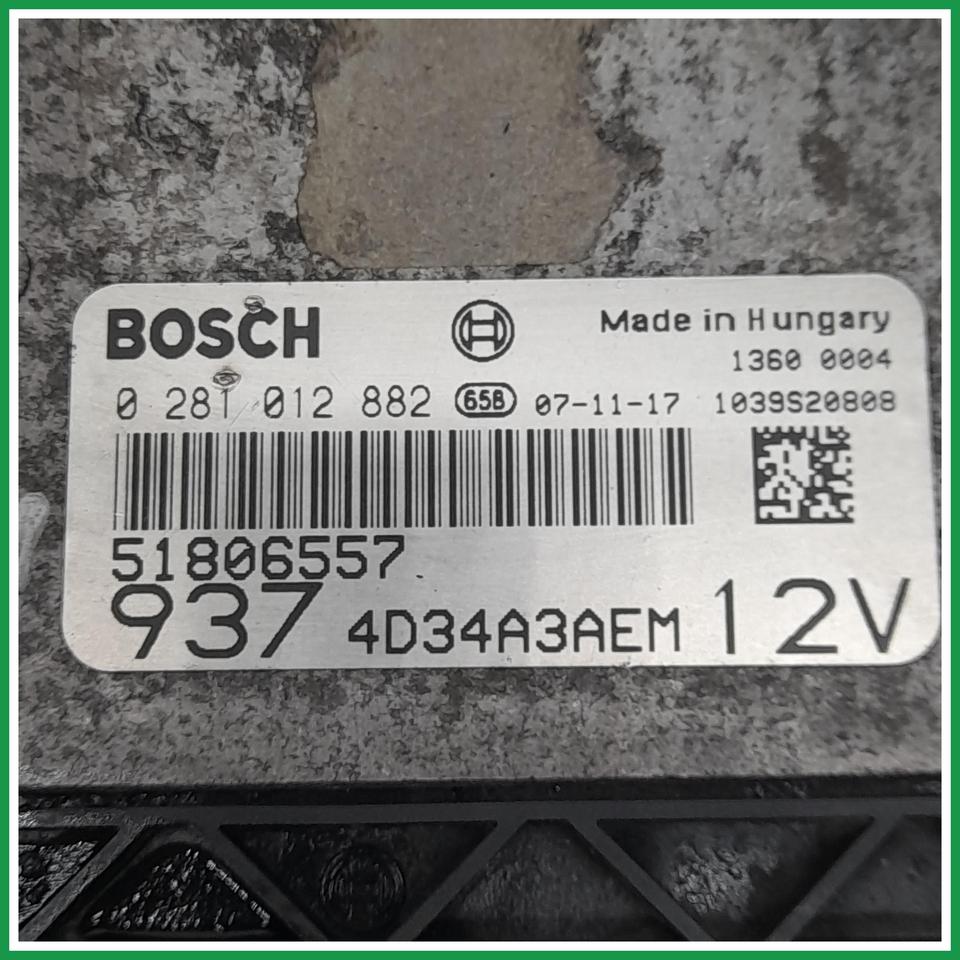 BOSCH
Made in Hungary
1360 0004
0 281 012 882 65B 07-11-17 1039S20808
51806557
937 4D34A3AEM 12V